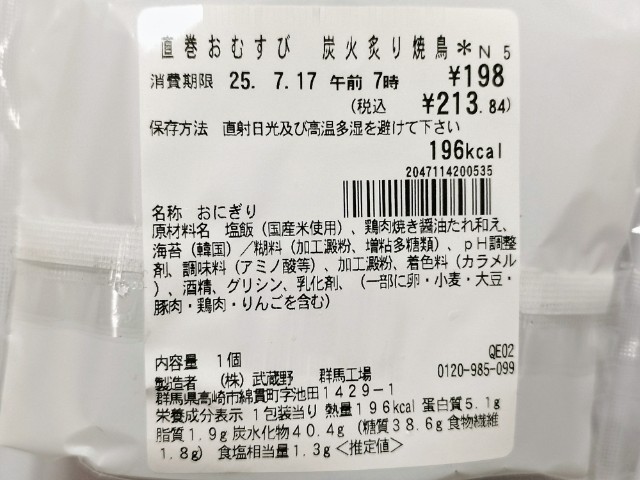 直巻おむすび 炭火炙り焼鳥*N5
消費期限 25. 7.17 午前 7時 ¥198
(税込 ¥213.84)
保存方法 直射日光及び高温多湿を避けて下さい
196kcal
2047114200535
名称 おにぎり
原材料名 塩飯(国産米使用)、鶏肉焼き醤油たれ和え、
海苔(韓国)/糊料(加工澱粉、増粘多糖類)、pH調整
剤、調味料(アミノ酸等)、加工澱粉、着色料(カラメル
)、酒精、グリシン、乳化剤、(一部に卵・小麦・大豆・
豚肉・鶏肉・りんごを含む)
内容量 1個 QE02
製造者 (株)武蔵野 群馬工場 0120-985-099
群馬県高崎市綿貫町字池田1429-1
栄養成分表示 1包装当り 熱量196kcal 蛋白質5.1g
脂質1.9g 炭水化物40.4g (糖質38.6g 食物繊維
1.8g) 食塩相当量1.3g<推定値>